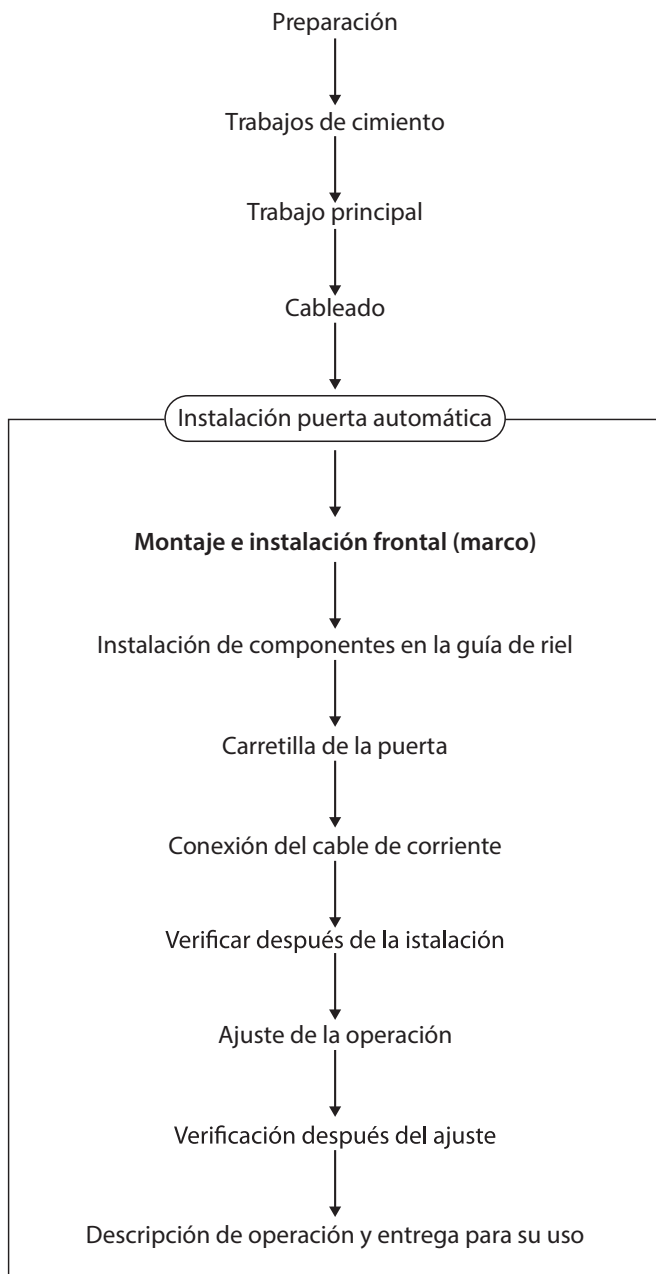 Preparación
Trabajos de cimiento
Trabajo principal
Cableado
Instalación puerta automática
Montaje e instalación frontal (marco)
Instalación de componentes en la guía de riel
Carretilla de la puerta
Conexión del cable de corriente
Verificar después de la istalación
Ajuste de la operación
Verificación después del ajuste
Descripción de operación y entrega para su uso